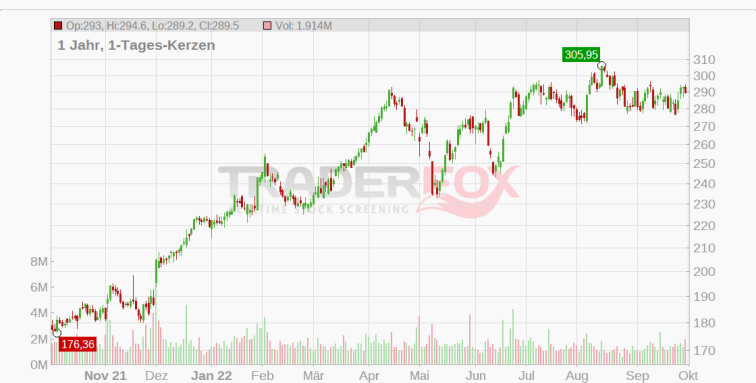 Op:293, Hi:294.6, Lo:289.2, Cl:289.5 Vol: 1.914M
1 Jahr, 1-Tages-Kerzen
305,95
310
300
290
280
270
260
250
TRADERFOX
240
REALTIME STOCK SCREENING
230
220
210
8M 200
6M 190
4M 180
2M 176,36
170
0M
Nov 21 Dez Jan 22 Feb Mär Apr Mai Jun Jul Aug Sep Okt